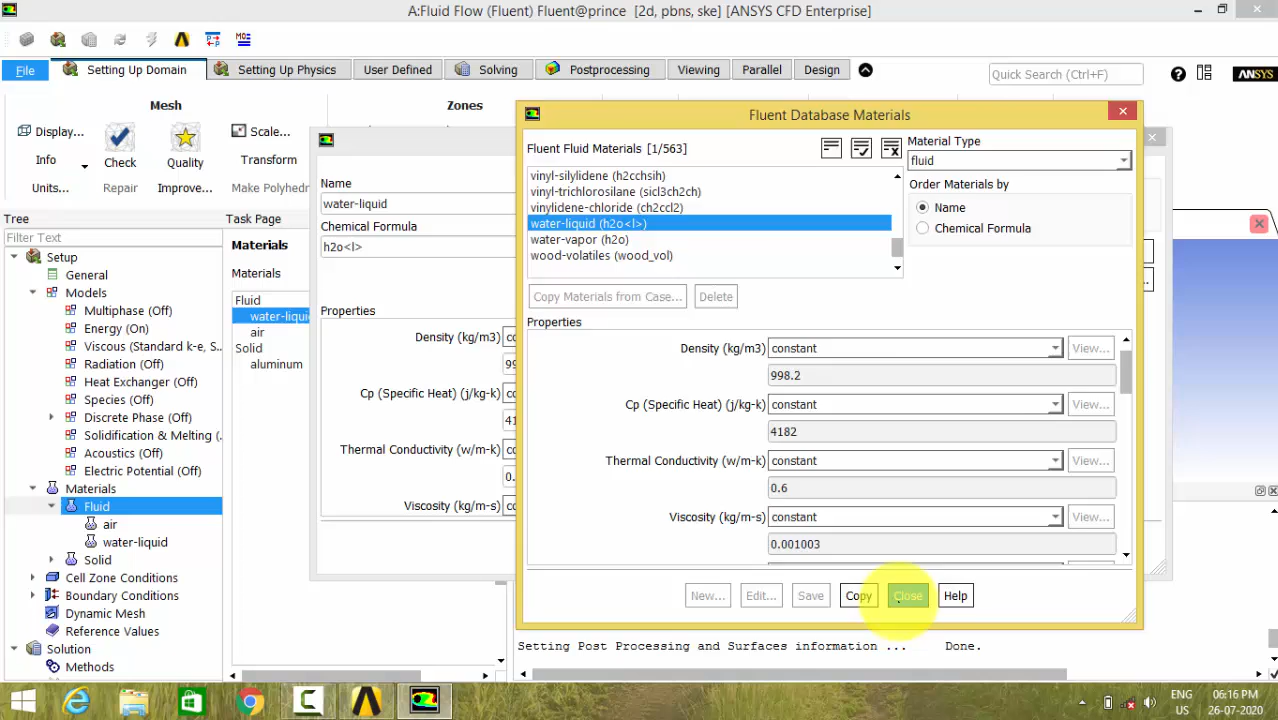 A:Fluid Flow (Fluent) Fluent@prince [2d, pbns, ske] [ANSYS CFD Enterprise]
File
Setting Up Domain
Setting Up Physics
User Defined
Solving
Postprocessing
Viewing
Parallel
Design
Quick Search (Ctrl+F)
ANSYS
Mesh
Zones
Display...
Info
Units...
Check
Repair
Quality
Improve...
Scale...
Transform
Make Polyhedr
Tree
Filter Text
Setup
General
Models
Multiphase (Off)
Energy (On)
Viscous (Standard k-e, S...
Radiation (Off)
Heat Exchanger (Off)
Species (Off)
Discrete Phase (Off)
Solidification & Melting (...
Acoustics (Off)
Electric Potential (Off)
Materials
Fluid
air
water-liquid
Solid
Cell Zone Conditions
Boundary Conditions
Dynamic Mesh
Reference Values
Solution
Methods
Task Page
Materials
Materials
Fluid
water-liqui
air
Solid
aluminum
Name
water-liquid
Chemical Formula
h2o<l>
Properties
Density (kg/m3)
Cp (Specific Heat) (j/kg-k)
Thermal Conductivity (w/m-k)
Viscosity (kg/m-s)
Fluent Database Materials
Fluent Fluid Materials [1/563]
vinyl-silylidene (h2cchsih)
vinyl-trichlorosilane (sicl3ch2ch)
vinylidene-chloride (ch2ccl2)
water-liquid (h2o<l>)
water-vapor (h2o)
wood-volatiles (wood_vol)
Material Type
fluid
Order Materials by
Name
Chemical Formula
Copy Materials from Case...
Delete
Properties
Density (kg/m3)
constant
View...
998.2
Cp (Specific Heat) (j/kg-k)
constant
View...
4182
Thermal Conductivity (w/m-k)
constant
View...
0.6
Viscosity (kg/m-s)
constant
View...
0.001003
New...
Edit...
Save
Copy
Close
Help
Setting Post Processing and Surfaces information ... Done.
ENG
US
06:16 PM
26-07-2020